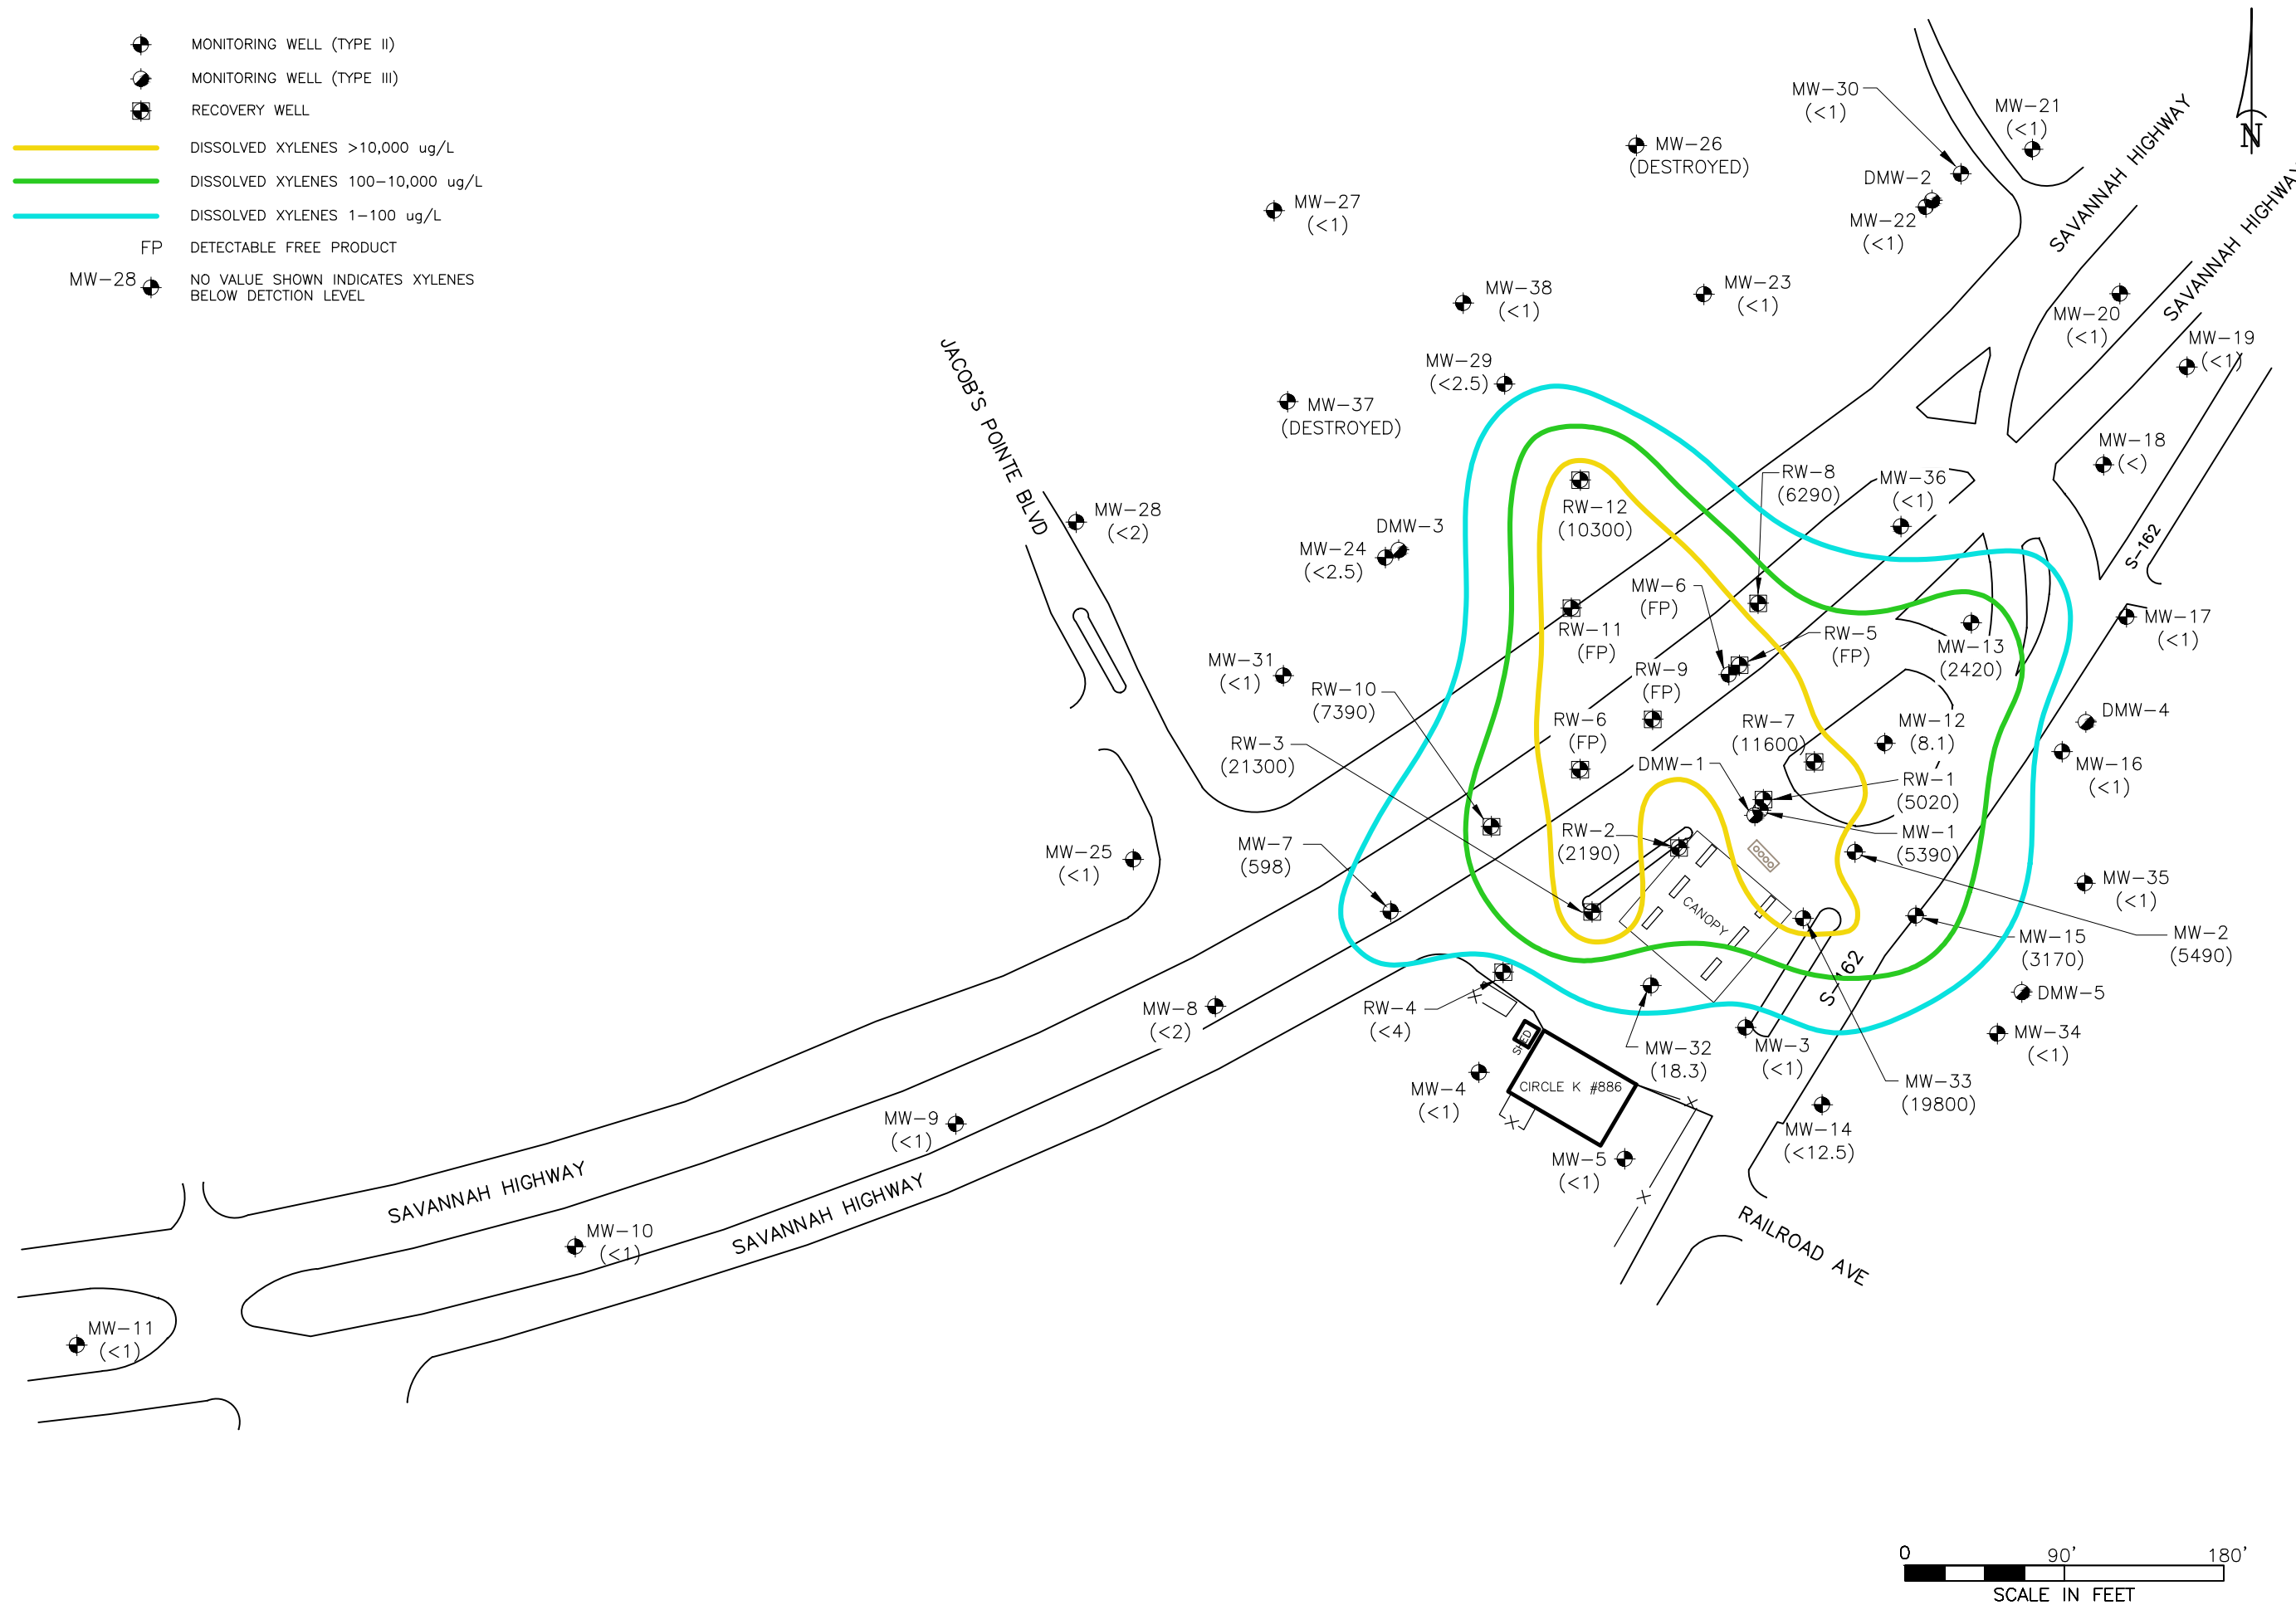 MONITORING WELL (TYPE II)
MONITORING WELL (TYPE III)
RECOVERY WELL
DISSOLVED XYLENES >10,000 ug/L
DISSOLVED XYLENES 100-10,000 ug/L
DISSOLVED XYLENES 1-100 ug/L
FP DETECTABLE FREE PRODUCT
MW-28 NO VALUE SHOWN INDICATES XYLENES
BELOW DETCTION LEVEL
N
MW-30
(<1)
MW-21
(<1)
SAVANNAH HIGHWAY
SAVANNAH HIGHWAY
MW-26
(DESTROYED)
DMW-2
MW-22
(<1)
MW-27
(<1)
MW-38
(<1)
MW-23
(<1)
MW-20
(<1)
MW-19
(<1)
MW-29
(<2.5)
MW-37
(DESTROYED)
JACOB'S POINTE BLVD
MW-18
(<)
RW-8
(6290)
MW-36
(<1)
RW-12
(10300)
MW-28
(<2)
DMW-3
MW-24
(<2.5)
S-162
MW-6
(FP)
RW-11
(FP)
RW-5
(FP)
MW-13
(2420)
MW-17
(<1)
MW-31
(<1)
RW-9
(FP)
RW-10
(7390)
RW-6
(FP)
RW-7
(11600)
MW-12
(8.1)
DMW-4
RW-3
(21300)
DMW-1
MW-16
(<1)
RW-1
(5020)
RW-2
(2190)
MW-1
(5390)
MW-7
(598)
MW-25
(<1)
MW-35
(<1)
CANOPY
MW-15
(3170)
MW-2
(5490)
S-162
DMW-5
MW-8
(<2)
RW-4
(<4)
X
MW-34
(<1)
SHED
MW-32
(18.3)
MW-3
(<1)
MW-4
(<1)
CIRCLE K #886
X
X
MW-33
(19800)
MW-9
(<1)
MW-14
(<12.5)
MW-5
(<1)
X
SAVANNAH HIGHWAY
SAVANNAH HIGHWAY
RAILROAD AVE
MW-10
(<1)
MW-11
(<1)
0 90' 180'
SCALE IN FEET